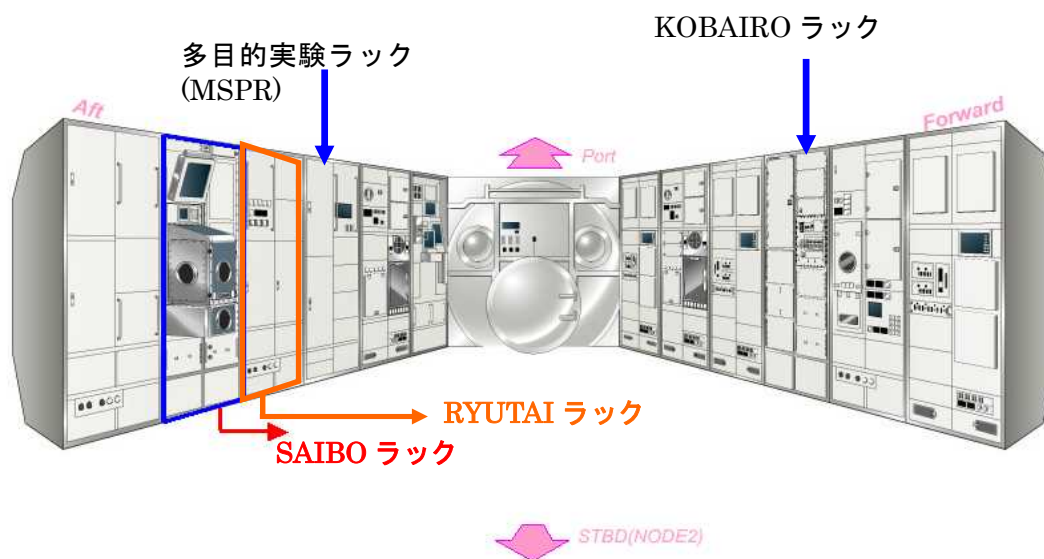 多目的実験ラック
(MSPR)
KOBAIRO ラック
Aft
Forward
Port
RYUTAI ラック
SAIBO ラック
STBD(NODE2)